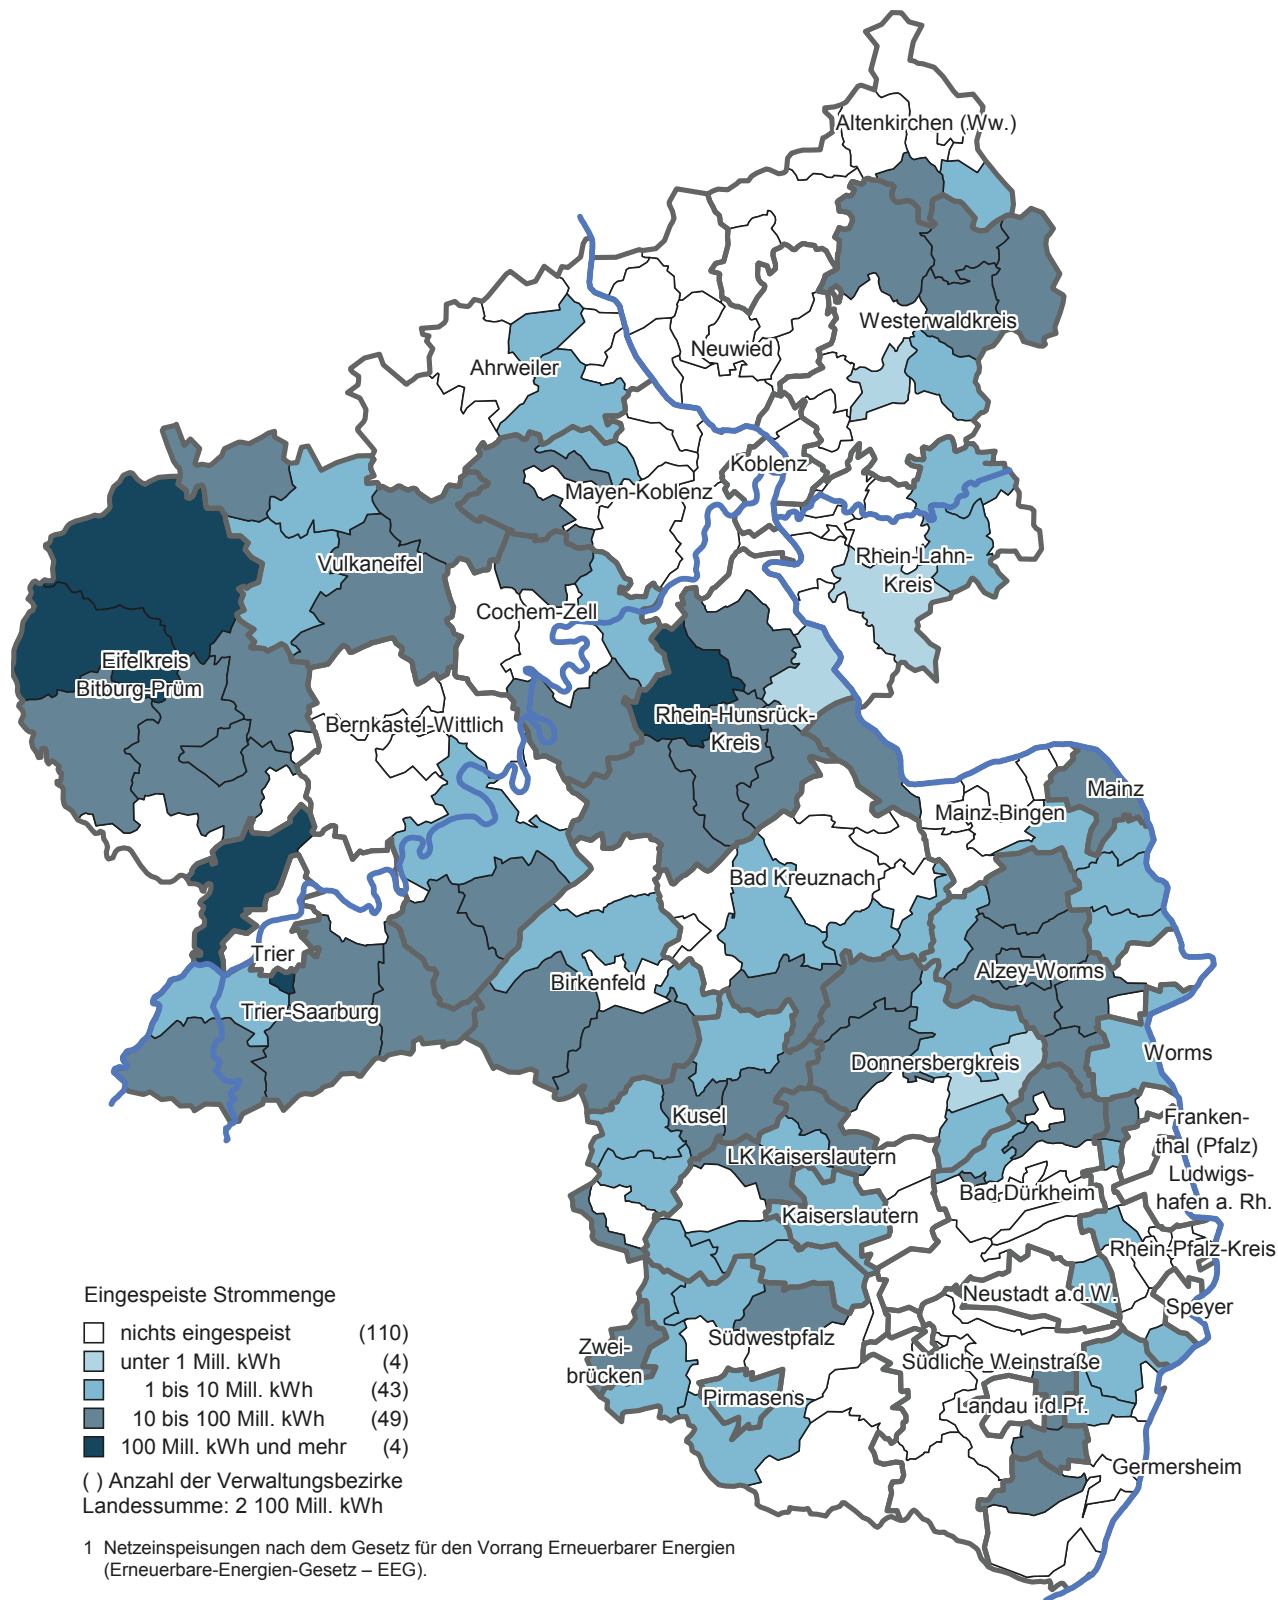 Altenkirchen (Ww.)
Westerwaldkreis
Neuwied
Ahrweiler
Koblenz
Mayen-Koblenz
Rhein-Lahn-
Kreis
Vulkaneifel
Cochem-Zell
Eifelkreis
Bitburg-Prüm
Bernkastel-Wittlich
Rhein-Hunsrück-
Kreis
Mainz
Mainz-Bingen
Bad Kreuznach
Trier
Birkenfeld
Alzey-Worms
Trier-Saarburg
Donnersbergkreis
Worms
Kusel
Franken-
thal (Pfalz)
LK Kaiserslautern
Ludwigs-
hafen a. Rh.
Bad Dürkheim
Kaiserslautern
Rhein-Pfalz-Kreis
Neustadt a.d.W.
Speyer
Südwestpfalz
Zwei-
brücken
Südliche Weinstraße
Pirmasens
Landau i.d.Pf.
Germersheim
Eingespeiste Strommenge
nichts eingespeist (110)
unter 1 Mill. kWh (4)
1 bis 10 Mill. kWh (43)
10 bis 100 Mill. kWh (49)
100 Mill. kWh und mehr (4)
( ) Anzahl der Verwaltungsbezirke
Landessumme: 2 100 Mill. kWh
1 Netzeinspeisungen nach dem Gesetz für den Vorrang Erneuerbarer Energien
(Erneuerbare-Energien-Gesetz – EEG).